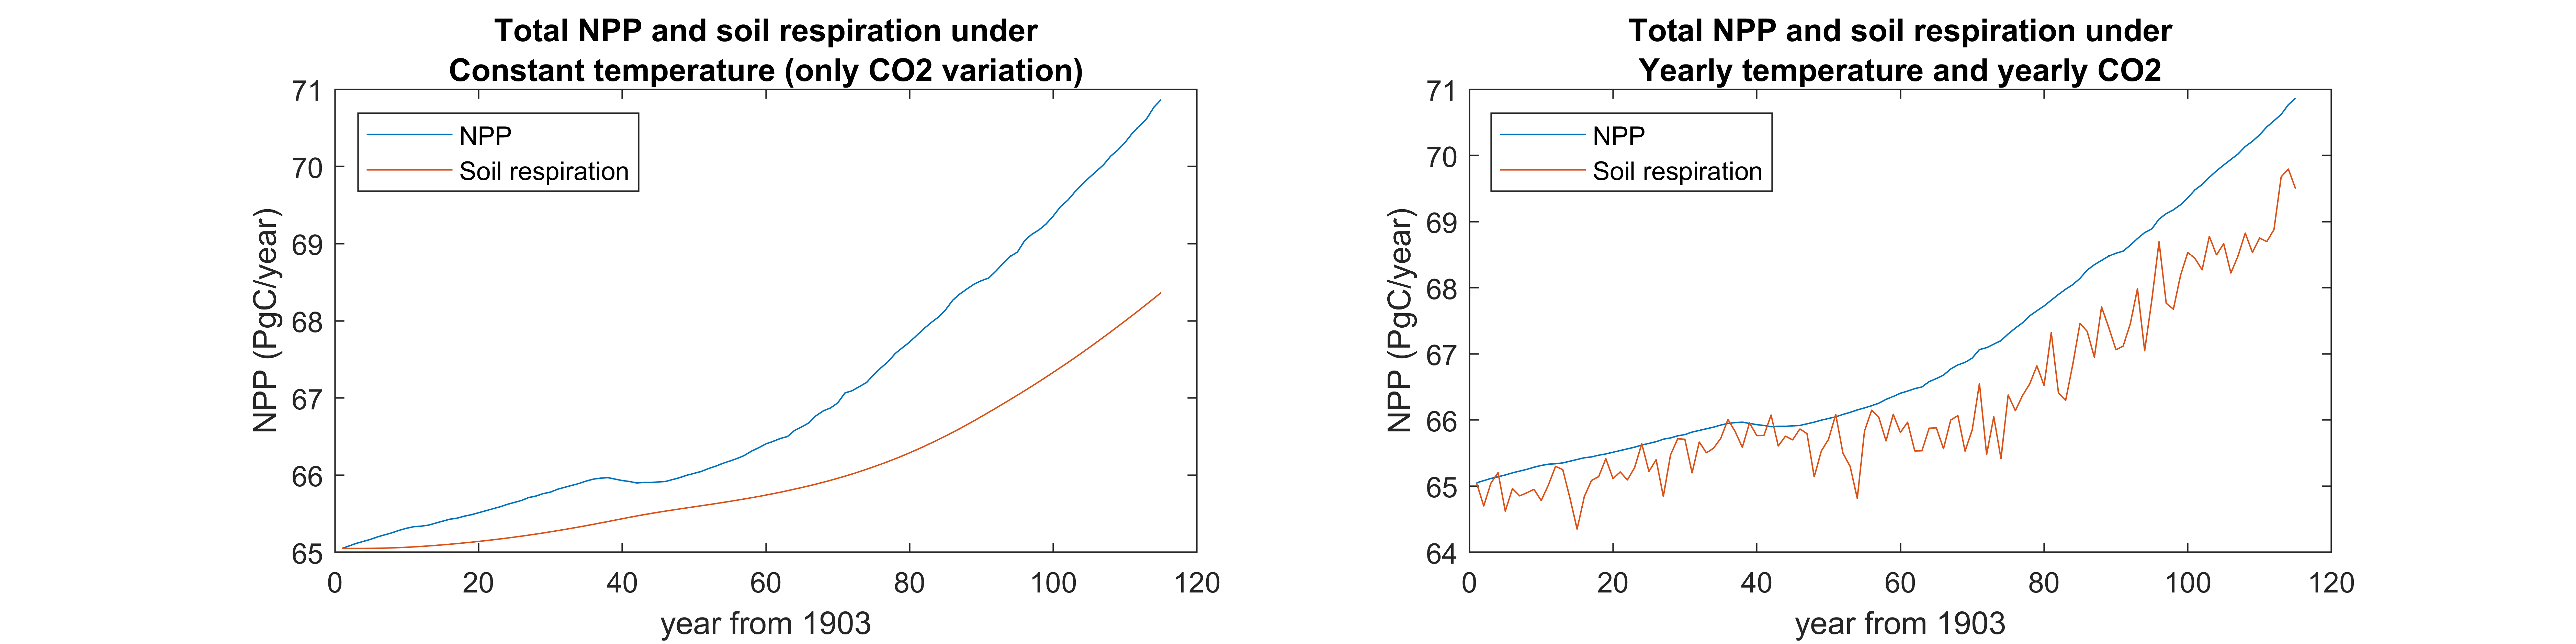 Total NPP and soil respiration under
Constant temperature (only CO2 variation)
71
70
69
68
67
66
65
NPP (PgC/year)
NPP
Soil respiration
0 20 40 60 80 100 120
year from 1903
Total NPP and soil respiration under
Yearly temperature and yearly CO2
71
70
69
68
67
66
65
64
NPP (PgC/year)
NPP
Soil respiration
0 20 40 60 80 100 120
year from 1903